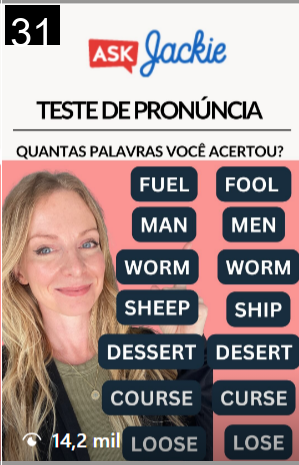 31
ASK Jackie
TESTE DE PRONÚNCIA
QUANTAS PALAVRAS VOCÊ ACERTOU?
FUEL FOOL
MAN MEN
WORM WORM
SHEEP SHIP
DESSERT DESERT
COURSE CURSE
14,2 mil LOOSE LOSE